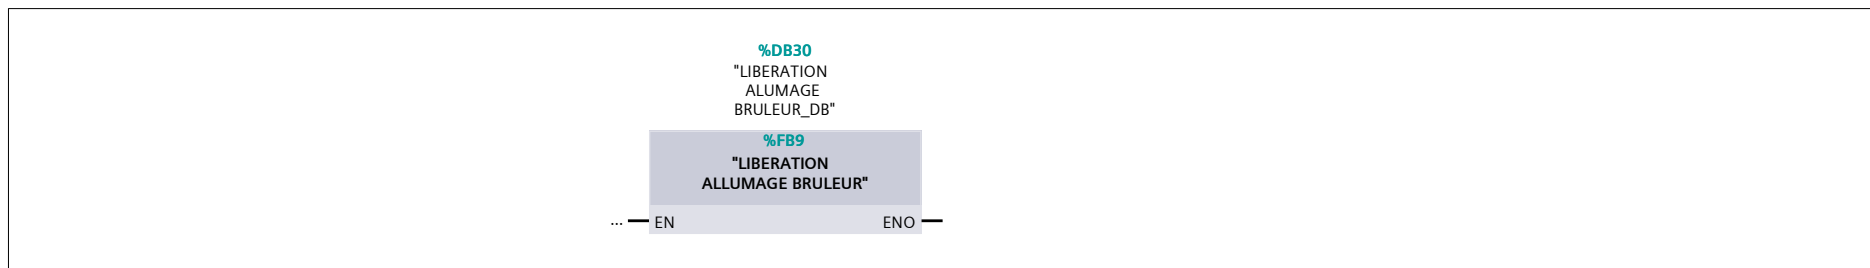 %DB30
"LIBERATION
ALUMAGE
BRULEUR_DB"
%FB9
"LIBERATION
ALLUMAGE BRULEUR"
... EN ENO